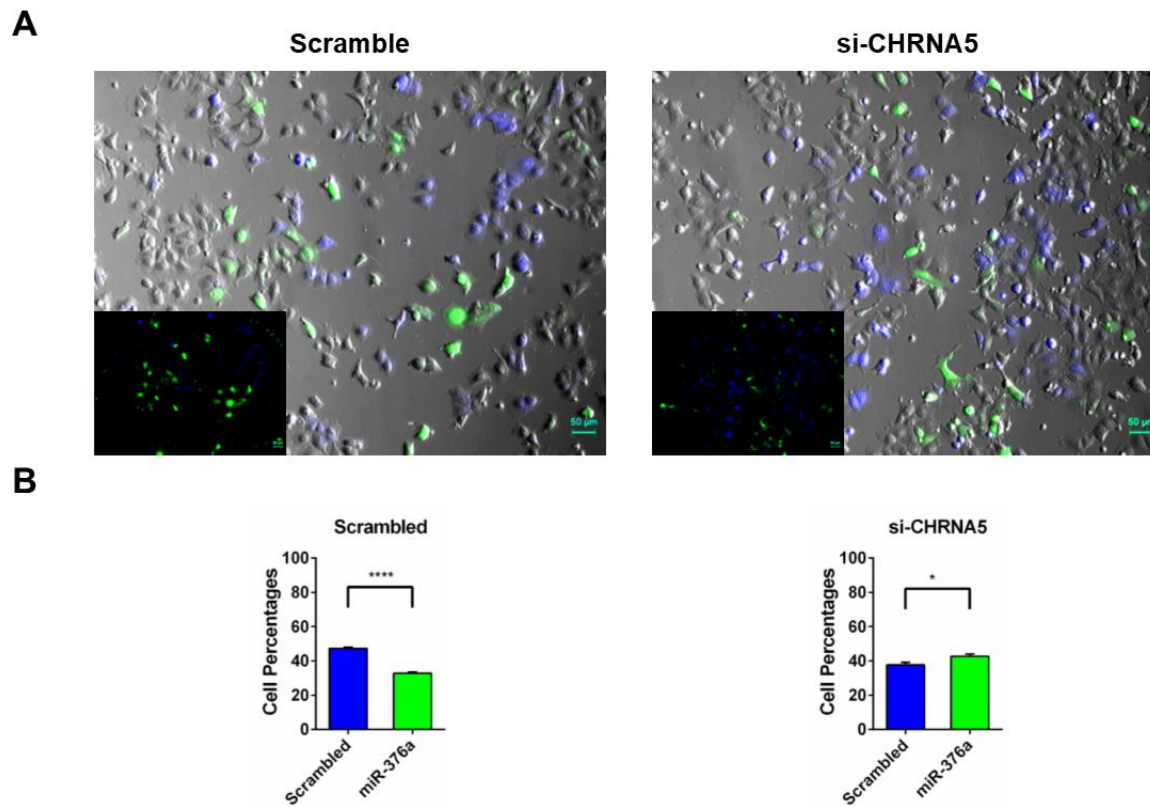 A
Scramble
si-CHRNA5
50 µm
50 µm
B
Scrambled
****
Cell Percentages
100
80
60
40
20
0
Scrambled
miR-376a
si-CHRNA5
*
Cell Percentages
100
80
60
40
20
0
Scrambled
miR-376a